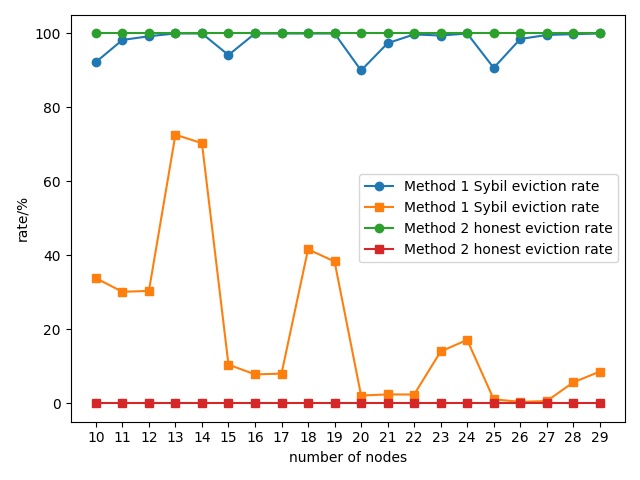 100
80
60
40
20
0
rate/%
Method 1 Sybil eviction rate
Method 1 Sybil eviction rate
Method 2 honest eviction rate
Method 2 honest eviction rate
10 11 12 13 14 15 16 17 18 19 20 21 22 23 24 25 26 27 28 29
number of nodes